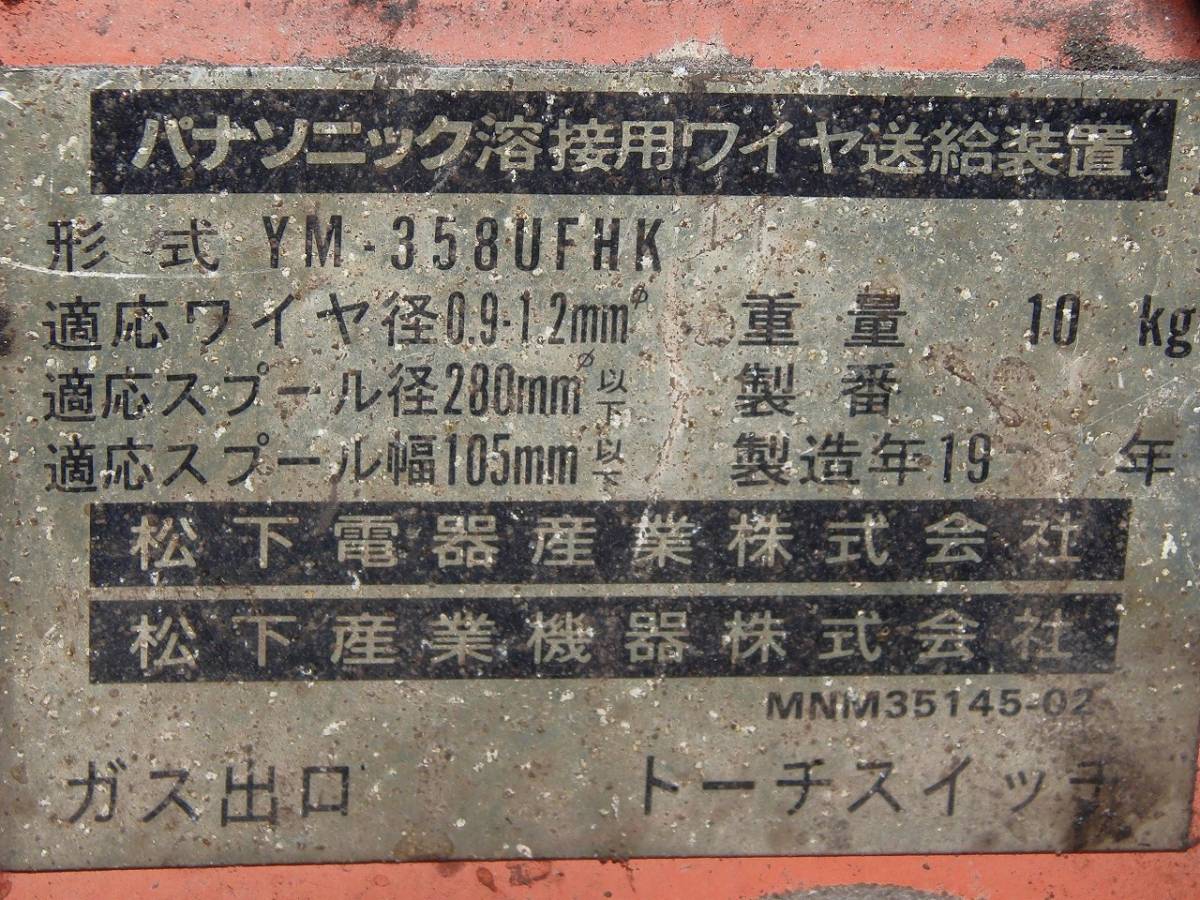 パナソニック溶接用ワイヤ送給装置
形式 YM-358UFHK
適応ワイヤ径0.9-1.2mmφ 重量 10 kg
適応スプール径280mmφ以下 製番
適応スプール幅105mm以下 製造年19 年
松下電器産業株式会社
松下産業機器株式会社
MNM35145-02
ガス出口 トーチスイッチ